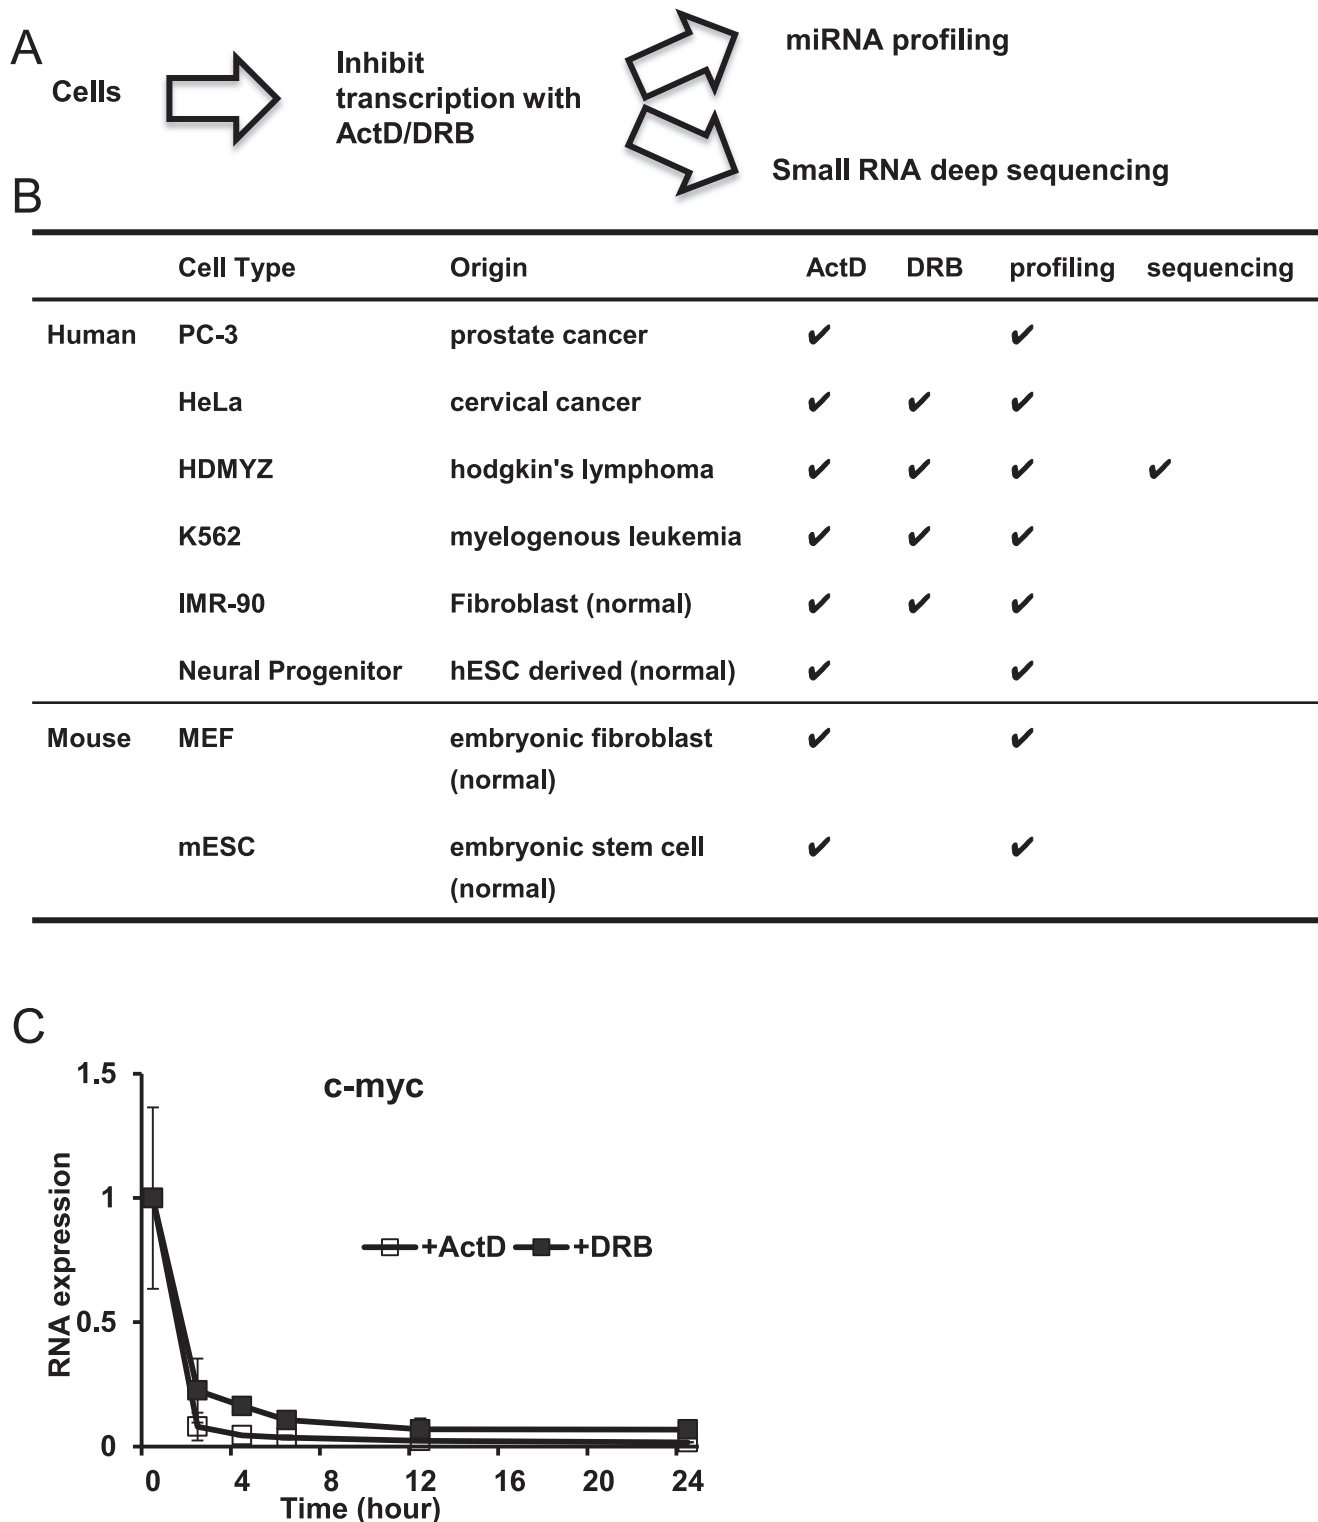 A
Cells
Inhibit
transcription with
ActD/DRB
miRNA profiling
Small RNA deep sequencing
B
Cell Type Origin ActD DRB profiling sequencing
Human PC-3 prostate cancer ✔ ✔
HeLa cervical cancer ✔ ✔ ✔
HDMYZ hodgkin's lymphoma ✔ ✔ ✔ ✔
K562 myelogenous leukemia ✔ ✔ ✔
IMR-90 Fibroblast (normal) ✔ ✔ ✔
Neural Progenitor hESC derived (normal) ✔ ✔
Mouse MEF embryonic fibroblast ✔ ✔
(normal)
mESC embryonic stem cell ✔ ✔
(normal)
C
c-myc
1.5
1
0.5
0
RNA expression
+ActD +DRB
0 4 8 12 16 20 24
Time (hour)